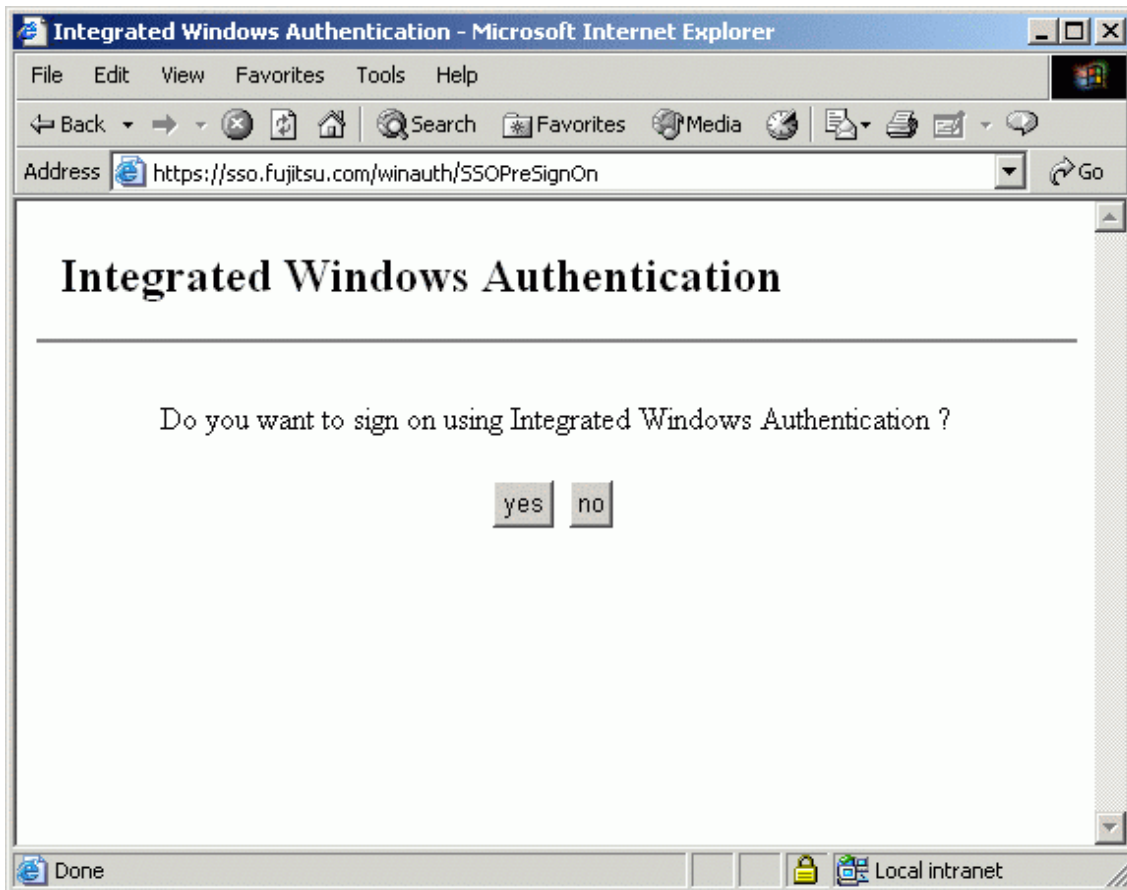 Integrated Windows Authentication - Microsoft Internet Explorer
File Edit View Favorites Tools Help
Back Search Favorites Media
Address https://sso.fujitsu.com/winauth/SSOPreSignOn Go
Integrated Windows Authentication
Do you want to sign on using Integrated Windows Authentication ?
yes no
Done Local intranet